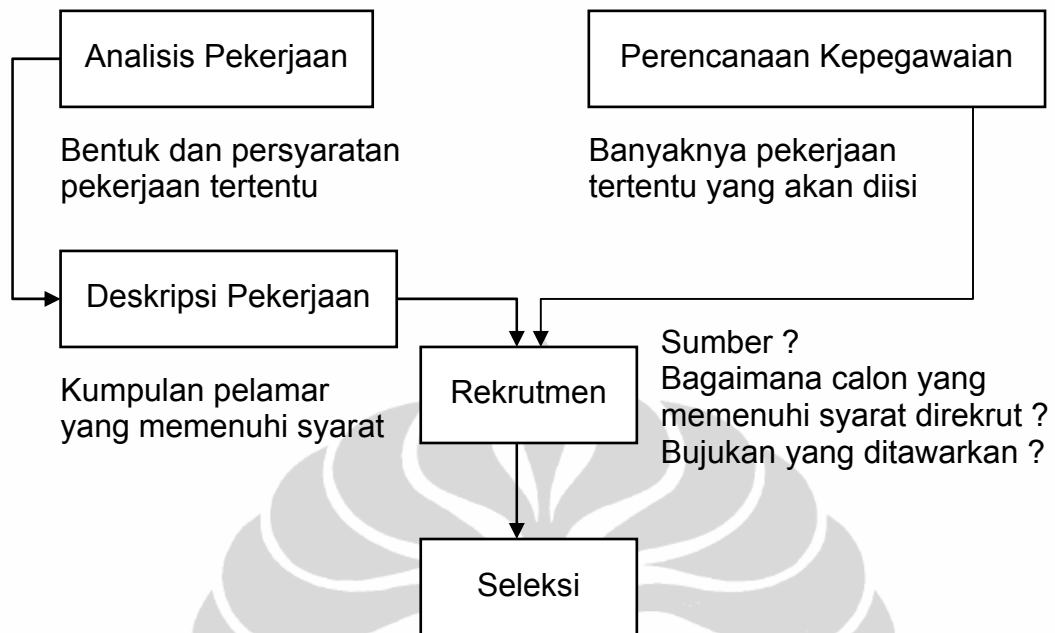 Analisis Pekerjaan
Perencanaan Kepegawaian
Bentuk dan persyaratan
pekerjaan tertentu
Banyaknya pekerjaan
tertentu yang akan diisi
Deskripsi Pekerjaan
Kumpulan pelamar
yang memenuhi syarat
Rekrutmen
Sumber ?
Bagaimana calon yang
memenuhi syarat direkrut ?
Bujukan yang ditawarkan ?
Seleksi